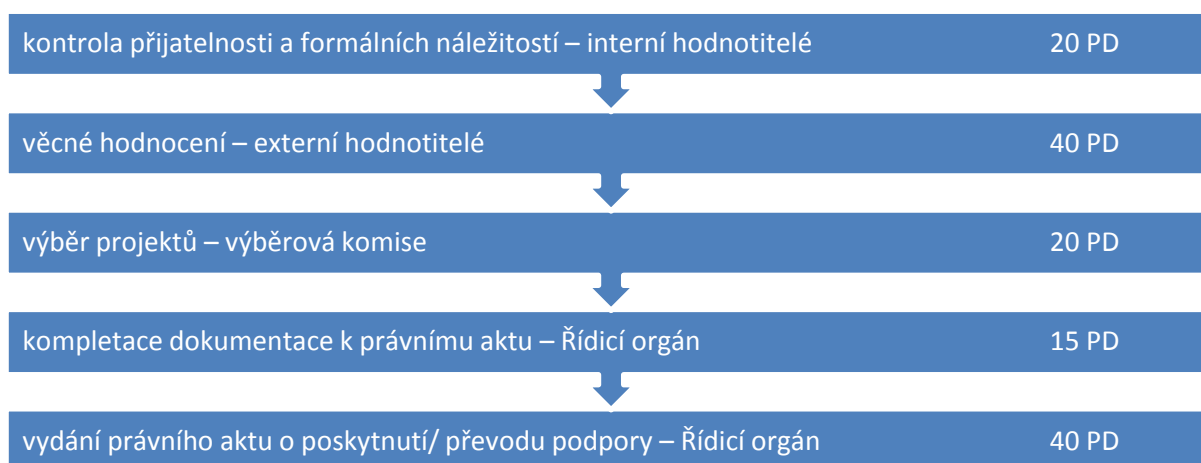 kontrola přijatelnosti a formálních náležitostí – interní hodnotitelé 20 PD
věcné hodnocení – externí hodnotitelé 40 PD
výběr projektů – výběrová komise 20 PD
kompletace dokumentace k právnímu aktu – Řídicí orgán 15 PD
vydání právního aktu o poskytnutí/ převodu podpory – Řídicí orgán 40 PD